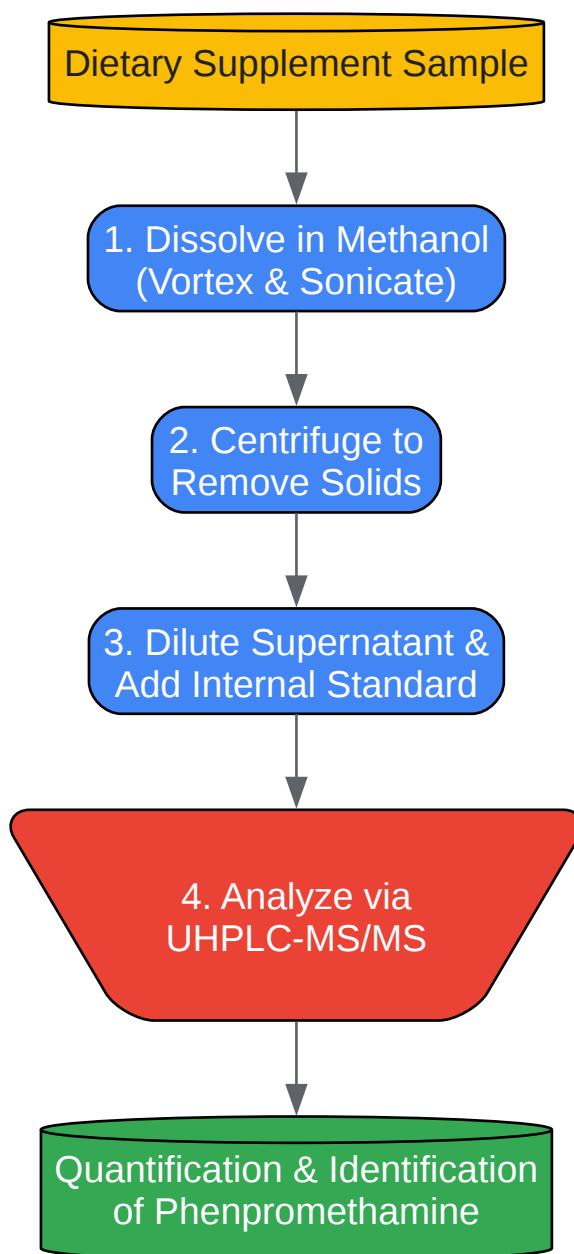 Dietary Supplement Sample
1. Dissolve in Methanol
(Vortex & Sonicate)
2. Centrifuge to
Remove Solids
3. Dilute Supernatant &
Add Internal Standard
4. Analyze via
UHPLC-MS/MS
Quantification & Identification
of Phenpromethamine